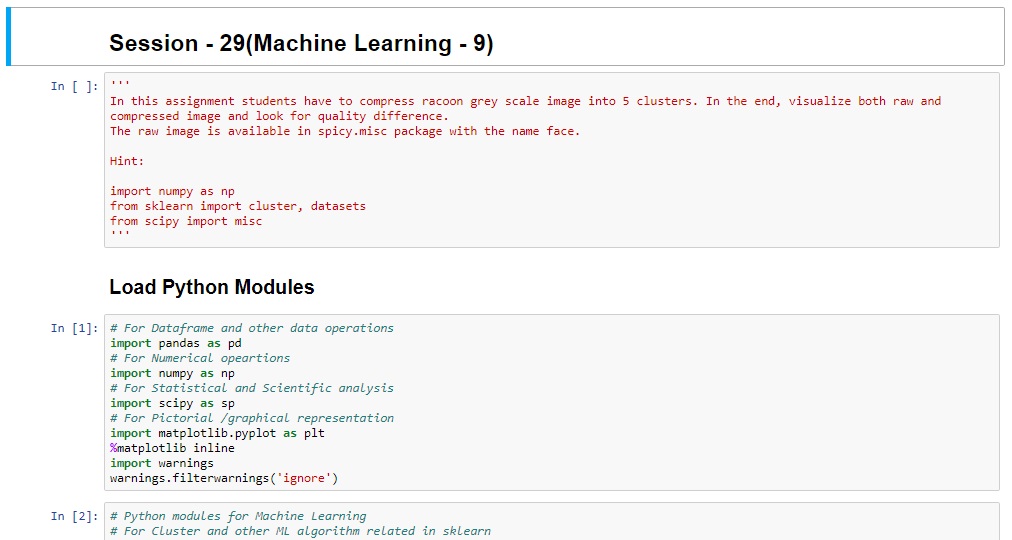 Session - 29(Machine Learning - 9)
In [ ]: '''
In this assignment students have to compress racoon grey scale image into 5 clusters. In the end, visualize both raw and
compressed image and look for quality difference.
The raw image is available in spicy.misc package with the name face.
Hint:
import numpy as np
from sklearn import cluster, datasets
from scipy import misc
'''
Load Python Modules
In [1]: # For Dataframe and other data operations
import pandas as pd
# For Numerical opeartions
import numpy as np
# For Statistical and Scientific analysis
import scipy as sp
# For Pictorial /graphical representation
import matplotlib.pyplot as plt
%matplotlib inline
import warnings
warnings.filterwarnings('ignore')
In [2]: # Python modules for Machine Learning
# For Cluster and other ML algorithm related in sklearn